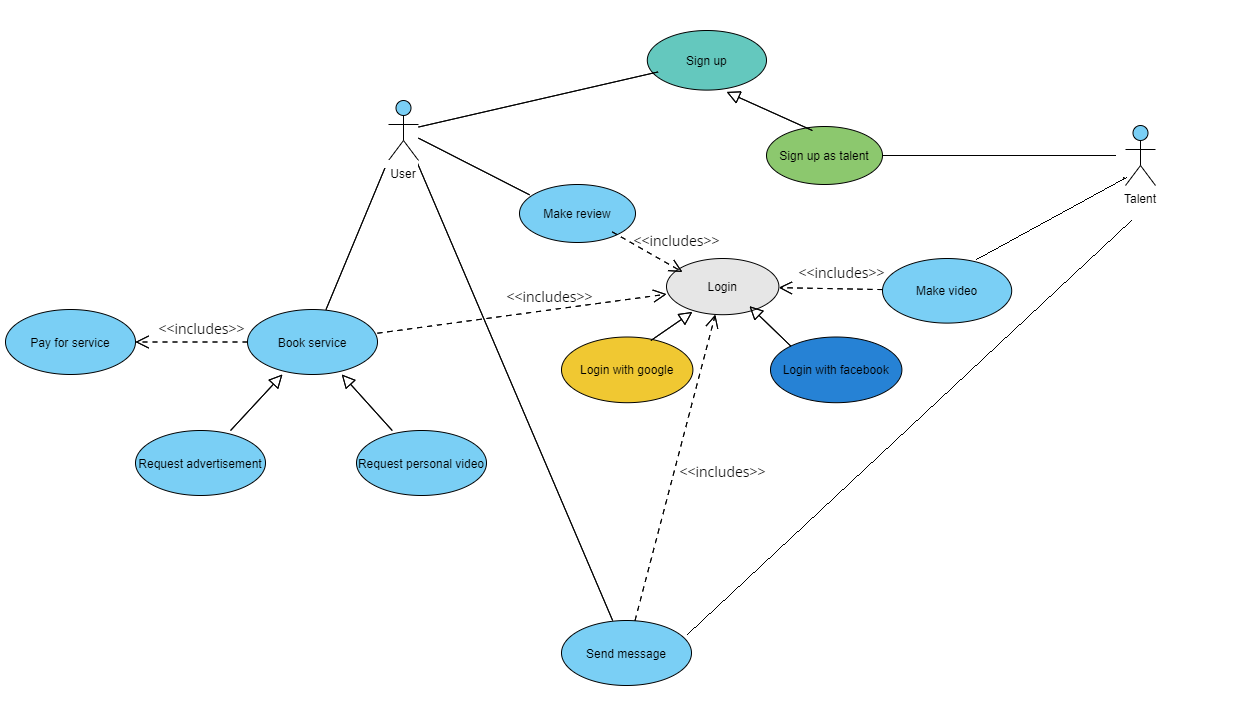 Sign up
Sign up as talent
User
Talent
Make review
<<includes>>
Login
<<includes>>
Make video
<<includes>>
Pay for service
<<includes>>
Book service
Login with google
Login with facebook
Request advertisement
Request personal video
<<includes>>
Send message